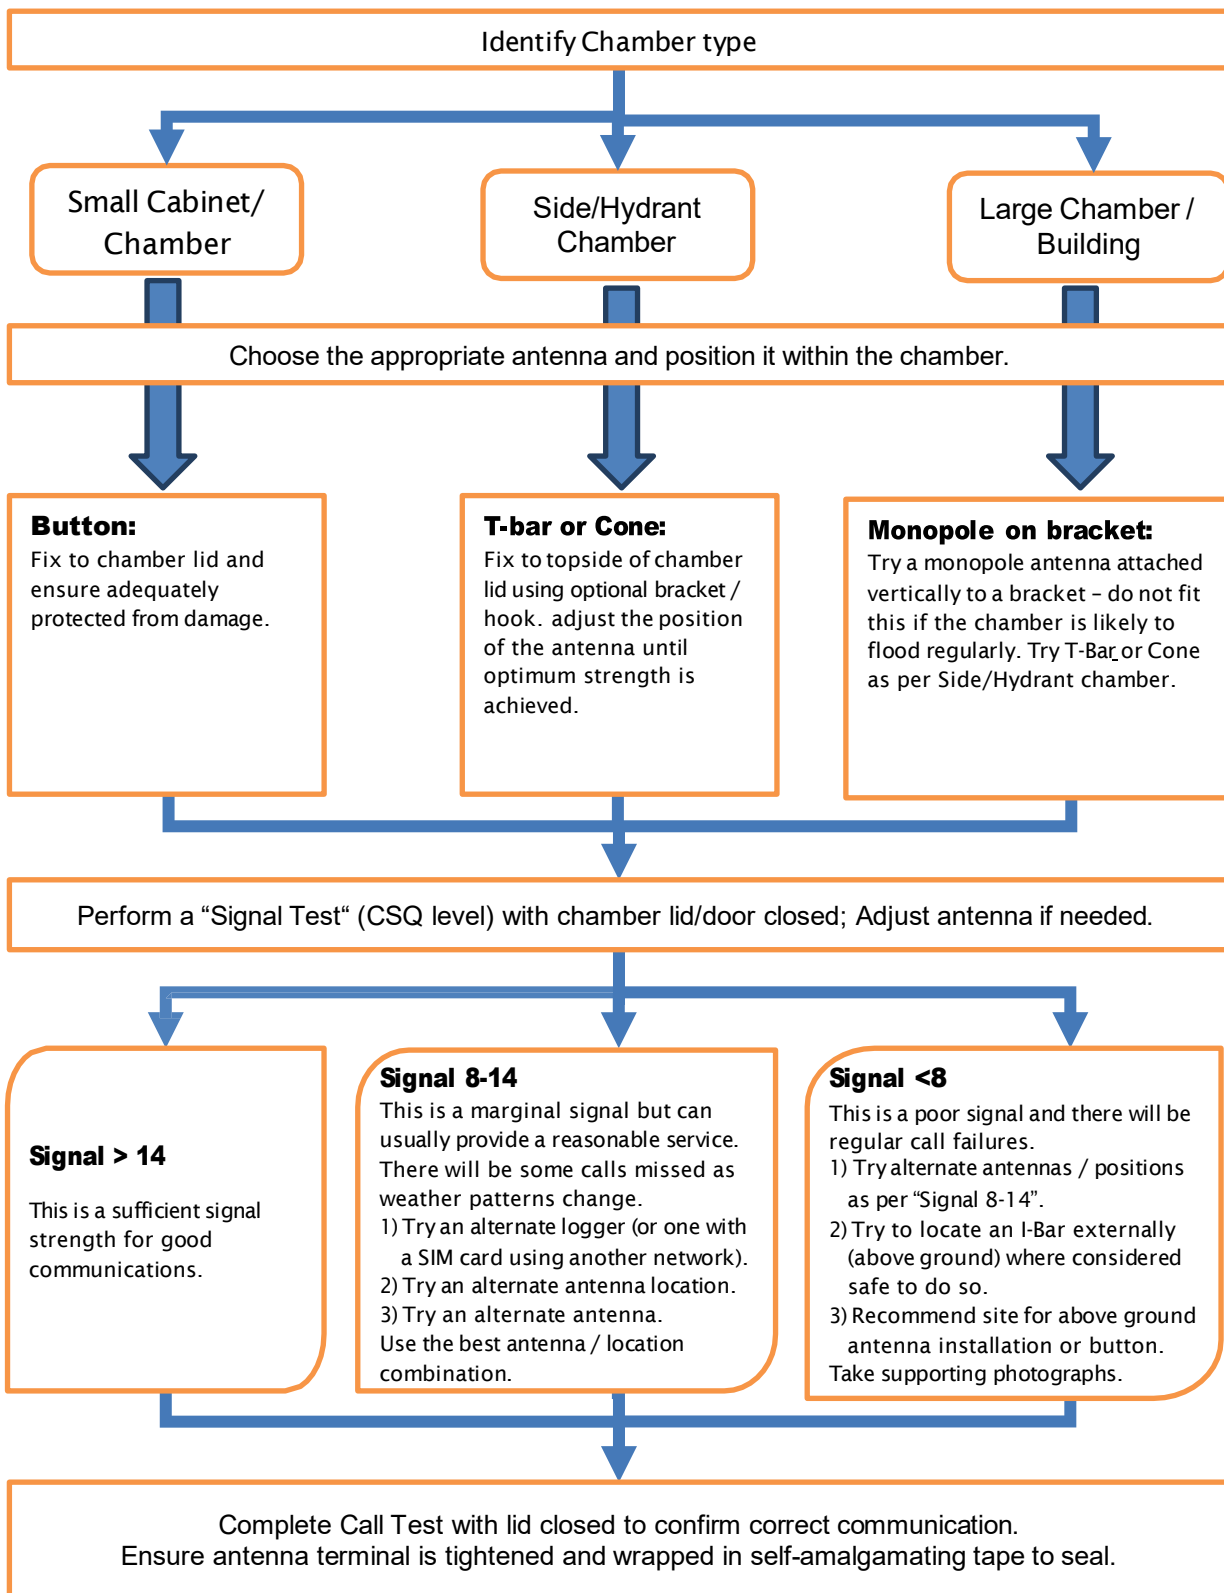 Identify Chamber type
Small Cabinet/
Chamber
Side/Hydrant
Chamber
Large Chamber /
Building
Choose the appropriate antenna and position it within the chamber.
Button:
Fix to chamber lid and
ensure adequately
protected from damage.
T-bar or Cone:
Fix to topside of chamber
lid using optional bracket /
hook. adjust the position
of the antenna until
optimum strength is
achieved.
Monopole on bracket:
Try a monopole antenna attached
vertically to a bracket – do not fit
this if the chamber is likely to
flood regularly. Try T-Bar or Cone
as per Side/Hydrant chamber.
Perform a “Signal Test“ (CSQ level) with chamber lid/door closed; Adjust antenna if needed.
Signal > 14
This is a sufficient signal
strength for good
communications.
Signal 8-14
This is a marginal signal but can
usually provide a reasonable service.
There will be some calls missed as
weather patterns change.
1) Try an alternate logger (or one with
a SIM card using another network).
2) Try an alternate antenna location.
3) Try an alternate antenna.
Use the best antenna / location
combination.
Signal <8
This is a poor signal and there will be
regular call failures.
1) Try alternate antennas / positions
as per “Signal 8-14”.
2) Try to locate an I-Bar externally
(above ground) where considered
safe to do so.
3) Recommend site for above ground
antenna installation or button.
Take supporting photographs.
Complete Call Test with lid closed to confirm correct communication.
Ensure antenna terminal is tightened and wrapped in self-amalgamating tape to seal.